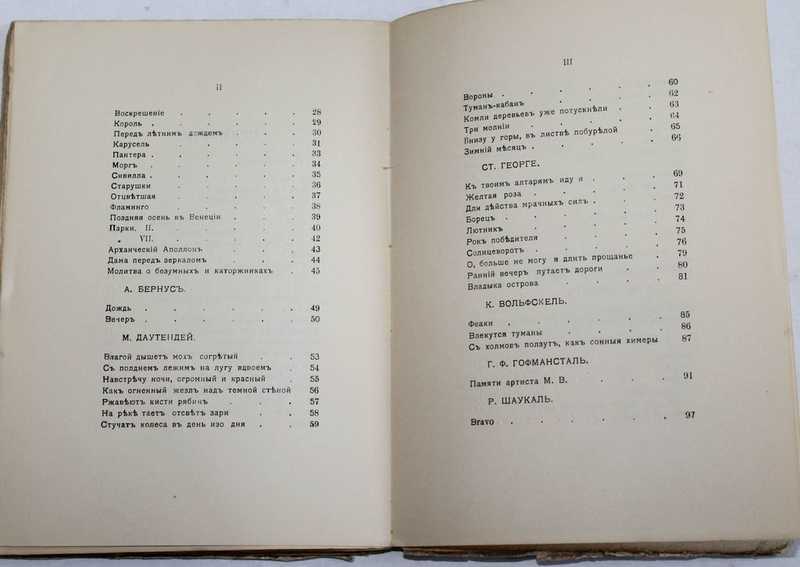 II
Воскрешеніе . . . . . 28
Король . . . . . . 29
Передъ лѣтнимъ дождемъ . . . 30
Карусель . . . . . 31
Пантера . . . . . . 33
Моргъ . . . . . . 34
Сивилла . . . . . . 35
Старушки . . . . . 36
Отцвѣтшая . . . . . 37
Фламинго . . . . . 38
Поздняя осень въ Венеціи . . . 39
Парки. II. . . . . . 40
„ VII. . . . . . 42
Архаическій Аполлонъ . . . . 43
Дама передъ зеркаломъ . . . 44
Молитва о безумныхъ и каторжникахъ . 45
А. БЕРНУСЪ.
Дождь . . . . . . 49
Вечеръ . . . . . . 50
М. ДАУТЕНДЕЙ.
Влагой дышетъ мохъ согрѣтый . . 53
Съ полднемъ лежимъ на лугу вдвоемъ . 54
Навстрѣчу ночи, огромный и красный . 55
Какъ огненный жезлъ надъ темной стѣной 56
Ржавѣютъ кисти рябинъ . . . 57
На рѣкѣ таетъ отсвѣтъ зари . . 58
Стучатъ колеса въ день изо дня . . 59
III
Вороны . . . . . . 60
Туманъ-кабанъ . . . . 62
Комли деревьевъ уже потускнѣли . . 63
Три молніи . . . . 64
Внизу у горы, въ листвѣ побурѣлой . 65
Зимній мѣсяцъ . . . . . 66
СТ. ГЕОРГЕ.
Къ твоимъ алтарямъ иду я . . . 69
Желтая роза . . . . . 71
Для дѣйства мрачныхъ силъ . . . 72
Борецъ . . . . . . 73
Лютникъ . . . . . 74
Рокъ побѣдителя . . . . 75
Солнцеворотъ . . . . . 76
О, больше не могу я длить прощанье . 79
Ранній вечеръ путаетъ дороги . . 80
Владыка острова . . . . 81
К. ВОЛЬФСКЕЛЬ.
Феаки . . . . . . 85
Влекутся туманы . . . . 86
Съ холмовъ ползутъ, какъ сонныя химеры 87
Г. Ф. ГОФМАНСТАЛЬ.
Памяти артиста М. В. . . . . 91
Р. ШАУКАЛЬ.
Bravo . . . . . . 97